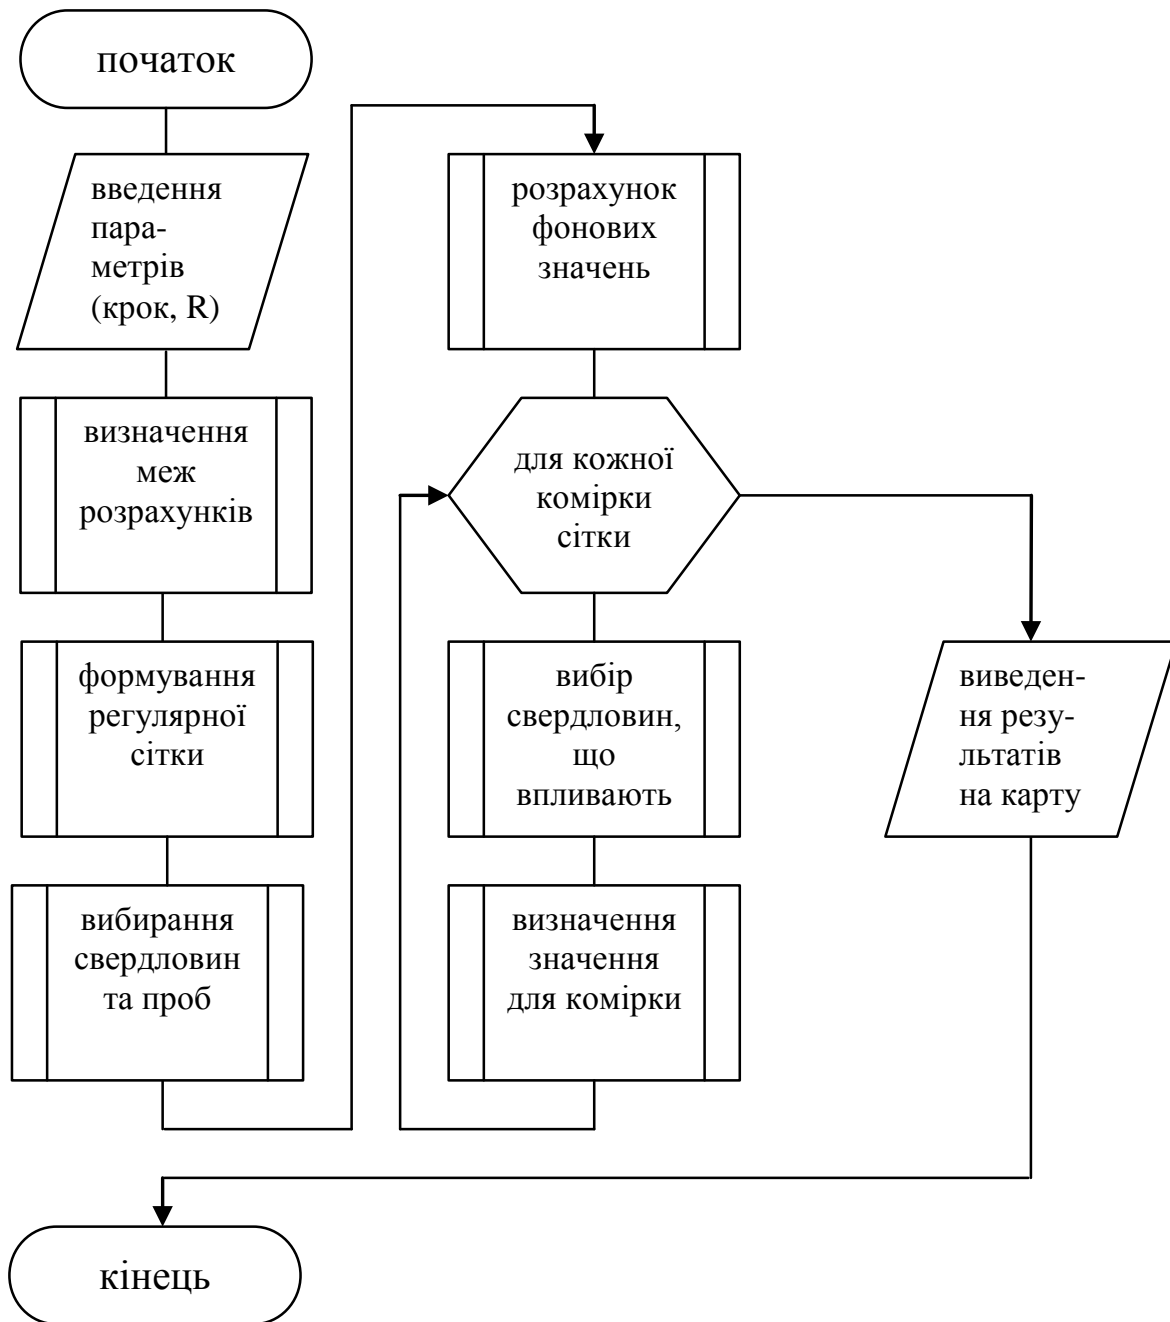 початок
введення
пара-
метрів
(крок, R)
визначення
меж
розрахунків
формування
регулярної
сітки
вибирання
свердловин
та проб
розрахунок
фонових
значень
для кожної
комірки
сітки
вибір
свердловин,
що
впливають
визначення
значення
для комірки
виведен-
ня резу-
льтатів
на карту
кінець